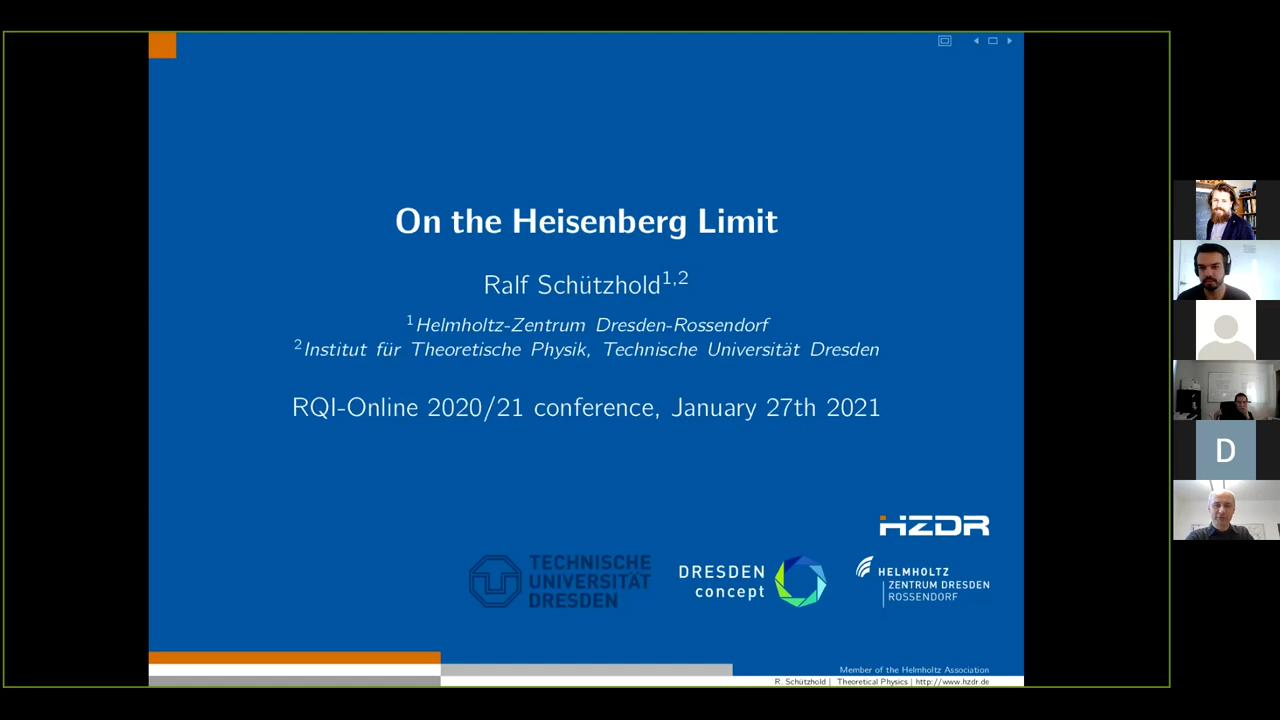 On the Heisenberg Limit
Ralf Schützhold1,2
1Helmholtz-Zentrum Dresden-Rossendorf
2Institut für Theoretische Physik, Technische Universität Dresden
RQI-Online 2020/21 conference, January 27th 2021
HZDR
TECHNISCHE
UNIVERSITÄT
DRESDEN
DRESDEN
concept
HELMHOLTZ
ZENTRUM DRESDEN
ROSSENDORF
Member of the Helmholtz Association
R. Schützhold | Theoretical Physics | http://www.hzdr.de
D